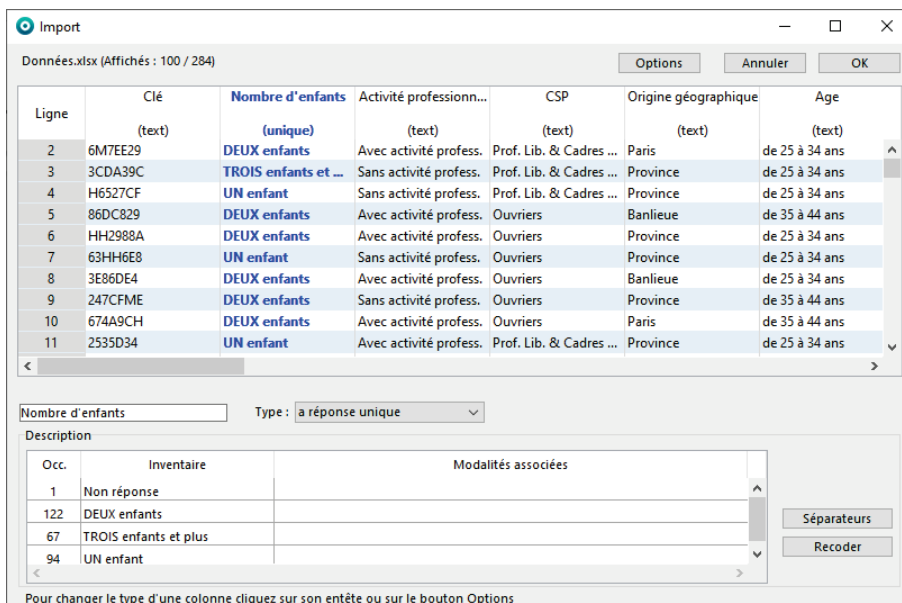 Import
Données.xlsx (Affichés : 100 / 284)
Options Annuler OK
Ligne Clé Nombre d'enfants Activité professionn... CSP Origine géographique Age
(text) (unique) (text) (text) (text) (text)
2 6M7EE29 DEUX enfants Avec activité profess. Prof. Lib. & Cadres ... Paris de 25 à 34 ans
3 3CDA39C TROIS enfants et ... Sans activité profess. Prof. Lib. & Cadres ... Province de 25 à 34 ans
4 H6527CF UN enfant Sans activité profess. Prof. Lib. & Cadres ... Province de 25 à 34 ans
5 86DC829 DEUX enfants Avec activité profess. Ouvriers Banlieue de 35 à 44 ans
6 HH2988A DEUX enfants Avec activité profess. Ouvriers Province de 25 à 34 ans
7 63HH6E8 UN enfant Sans activité profess. Ouvriers Province de 25 à 34 ans
8 3E86DE4 DEUX enfants Avec activité profess. Ouvriers Banlieue de 25 à 34 ans
9 247CFME DEUX enfants Sans activité profess. Ouvriers Province de 35 à 44 ans
10 674A9CH DEUX enfants Avec activité profess. Ouvriers Paris de 35 à 44 ans
11 2535D34 UN enfant Avec activité profess. Prof. Lib. & Cadres ... Province de 25 à 34 ans
Nombre d'enfants Type : a réponse unique
Description
Occ. Inventaire Modalités associées
1 Non réponse
122 DEUX enfants
67 TROIS enfants et plus
94 UN enfant
Séparateurs
Recoder
Pour changer le type d'une colonne cliquez sur son entête ou sur le bouton Options